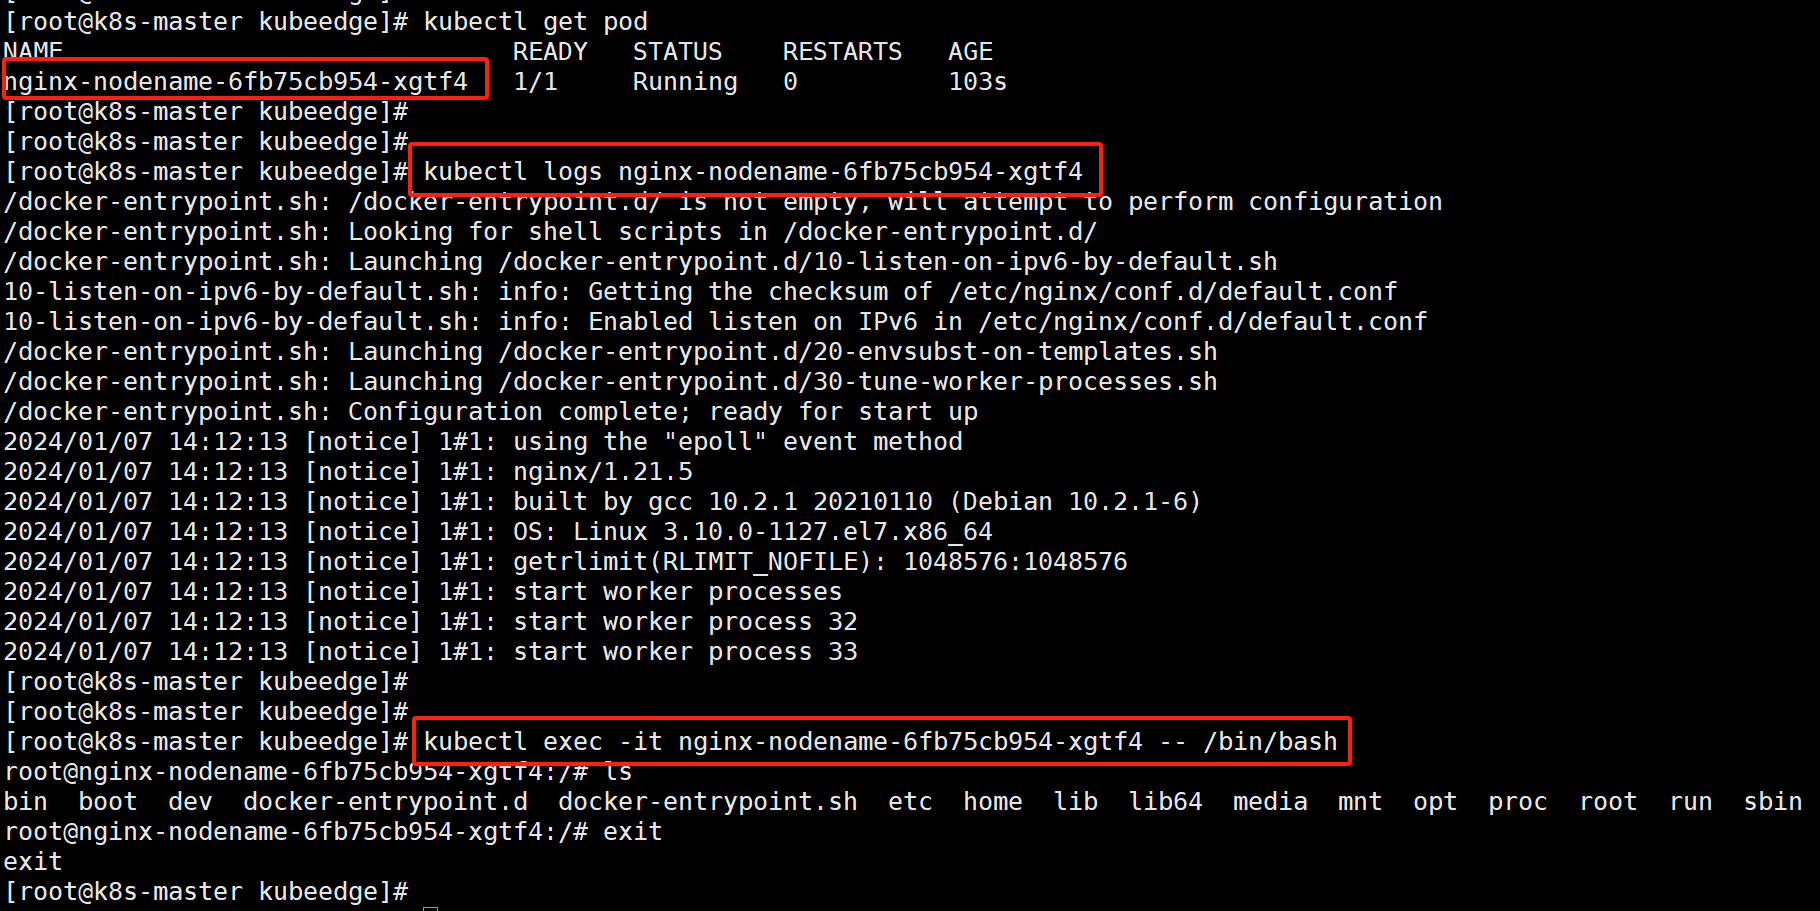 [root@k8s-master kubeedge]# kubectl get pod
NAME                              READY   STATUS    RESTARTS   AGE
nginx-nodename-6fb75cb954-xgtf4   1/1     Running   0          103s
[root@k8s-master kubeedge]#
[root@k8s-master kubeedge]#
[root@k8s-master kubeedge]# kubectl logs nginx-nodename-6fb75cb954-xgtf4
/docker-entrypoint.sh: /docker-entrypoint.d/ is not empty, will attempt to perform configuration
/docker-entrypoint.sh: Looking for shell scripts in /docker-entrypoint.d/
/docker-entrypoint.sh: Launching /docker-entrypoint.d/10-listen-on-ipv6-by-default.sh
10-listen-on-ipv6-by-default.sh: info: Getting the checksum of /etc/nginx/conf.d/default.conf
10-listen-on-ipv6-by-default.sh: info: Enabled listen on IPv6 in /etc/nginx/conf.d/default.conf
/docker-entrypoint.sh: Launching /docker-entrypoint.d/20-envsubst-on-templates.sh
/docker-entrypoint.sh: Launching /docker-entrypoint.d/30-tune-worker-processes.sh
/docker-entrypoint.sh: Configuration complete; ready for start up
2024/01/07 14:12:13 [notice] 1#1: using the "epoll" event method
2024/01/07 14:12:13 [notice] 1#1: nginx/1.21.5
2024/01/07 14:12:13 [notice] 1#1: built by gcc 10.2.1 20210110 (Debian 10.2.1-6)
2024/01/07 14:12:13 [notice] 1#1: OS: Linux 3.10.0-1127.el7.x86_64
2024/01/07 14:12:13 [notice] 1#1: getrlimit(RLIMIT_NOFILE): 1048576:1048576
2024/01/07 14:12:13 [notice] 1#1: start worker processes
2024/01/07 14:12:13 [notice] 1#1: start worker process 32
2024/01/07 14:12:13 [notice] 1#1: start worker process 33
[root@k8s-master kubeedge]#
[root@k8s-master kubeedge]#
[root@k8s-master kubeedge]# kubectl exec -it nginx-nodename-6fb75cb954-xgtf4 -- /bin/bash
root@nginx-nodename-6fb75cb954-xgtf4:/# ls
bin  boot  dev  docker-entrypoint.d  docker-entrypoint.sh  etc  home  lib  lib64  media  mnt  opt  proc  root  run  sbin
root@nginx-nodename-6fb75cb954-xgtf4:/# exit
exit
[root@k8s-master kubeedge]#